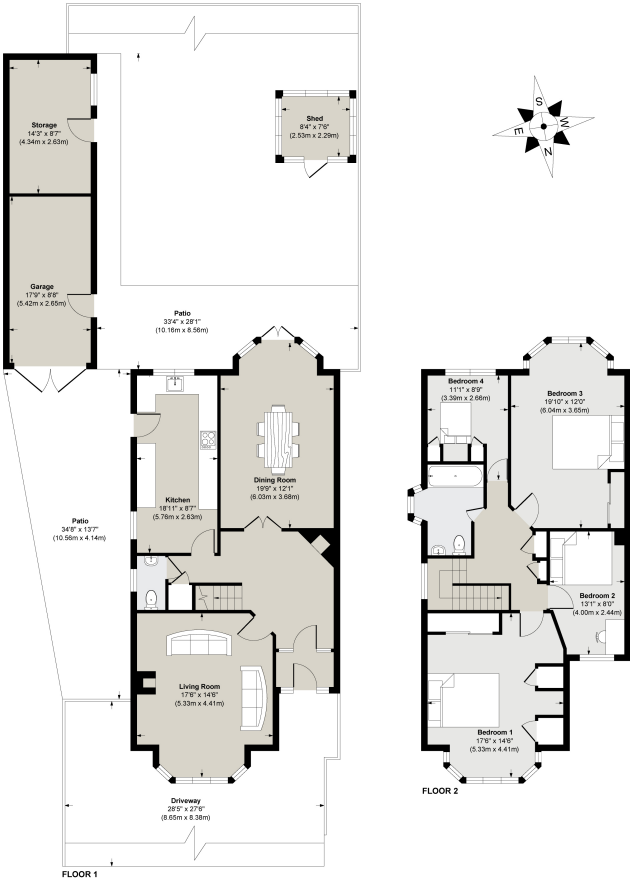 Storage
14'3" x 8'7"
(4.34m x 2.63m)
Shed
8'4" x 7'6"
(2.53m x 2.29m)
S
W
E
N
Garage
17'9" x 8'8"
(5.42m x 2.65m)
Patio
33'4" x 28'1"
(10.16m x 8.56m)
Bedroom 4
11'1" x 8'9"
(3.39m x 2.66m)
Bedroom 3
19'10" x 12'0"
(6.04m x 3.65m)
Dining Room
19'9" x 12'1"
(6.03m x 3.68m)
Kitchen
18'11" x 8'7"
(5.76m x 2.63m)
Patio
34'8" x 13'7"
(10.56m x 4.14m)
Bedroom 2
13'1" x 8'0"
(4.00m x 2.44m)
Living Room
17'6" x 14'6"
(5.33m x 4.41m)
Bedroom 1
17'6" x 14'6"
(5.33m x 4.41m)
Driveway
28'5" x 27'6"
(8.65m x 8.38m)
FLOOR 2
FLOOR 1